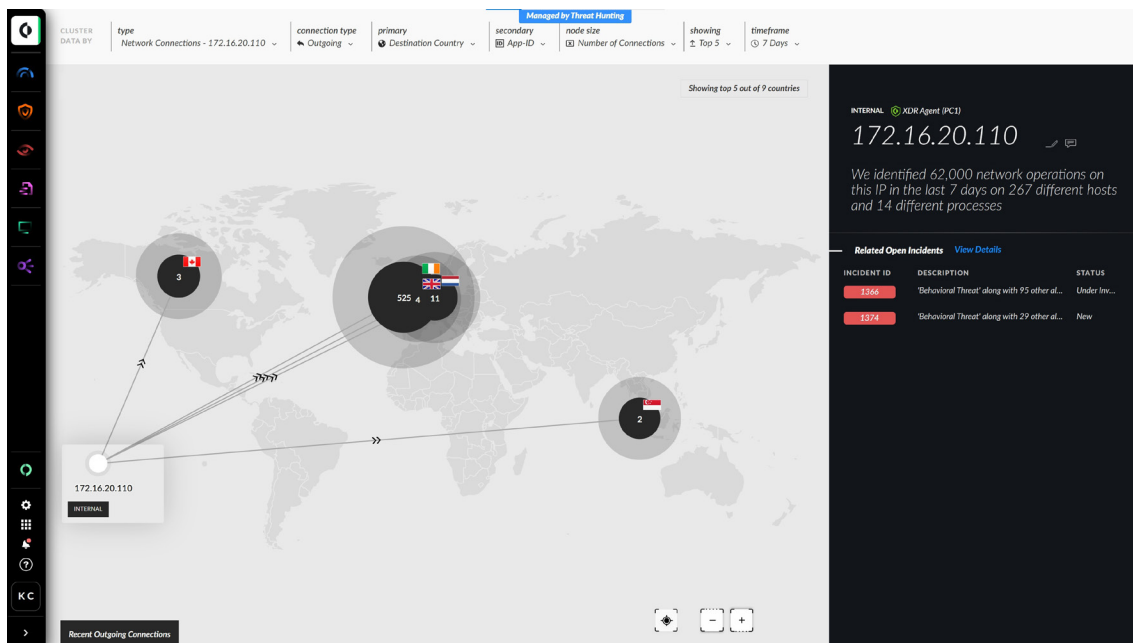 Managed by Threat Hunting
CLUSTER
DATA BY
type
Network Connections - 172.16.20.110
connection type
Outgoing
primary
Destination Country
secondary
ID App-ID
node size
Number of Connections
showing
Top 5
timeframe
7 Days
Showing top 5 out of 9 countries
3
525
4
11
2
172.16.20.110
INTERNAL
Recent Outgoing Connections
KC
INTERNAL XDR Agent (PC1)
172.16.20.110
We identified 62,000 network operations on
this IP in the last 7 days on 267 different hosts
and 14 different processes
Related Open Incidents View Details
INCIDENT ID DESCRIPTION STATUS
1366 'Behavioral Threat' along with 95 other al... Under Inv...
1374 'Behavioral Threat' along with 29 other al... New